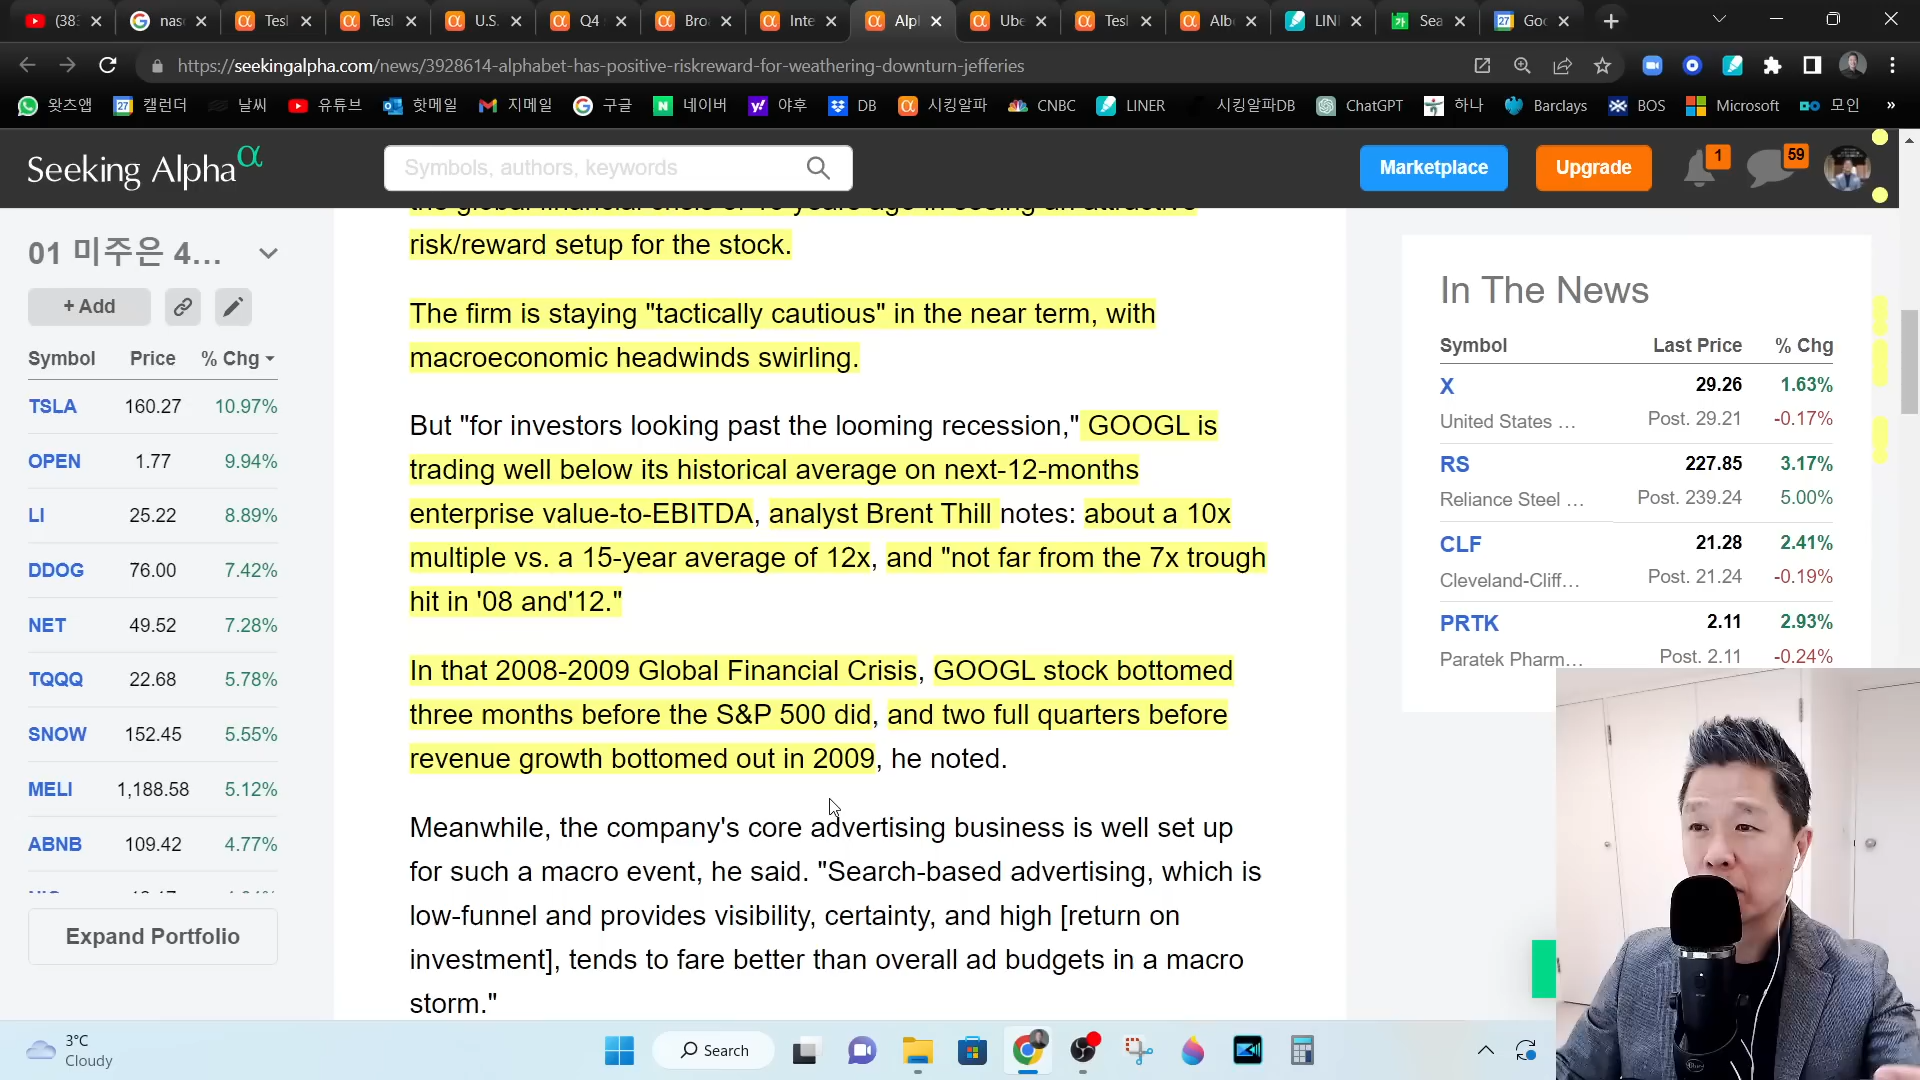 (383
nas
Tesl
Tesl
U.S.
Q4
Bro
Inte
Alp
Ube
Tesl
Albe
LIN
Sea
Goo
https://seekingalpha.com/news/3928614-alphabet-has-positive-riskreward-for-weathering-downturn-jefferies
왓츠앱
캘린더
날씨
유튜브
핫메일
지메일
구글
네이버
야후
DB
시킹알파
CNBC
LINER
시킹알파DB
ChatGPT
하나
Barclays
BOS
Microsoft
모인
»
Seeking Alpha α
Symbols, authors, keywords
Marketplace
Upgrade
1
59
01 미주은 4...
+ Add
Symbol Price % Chg
TSLA 160.27 10.97%
OPEN 1.77 9.94%
LI 25.22 8.89%
DDOG 76.00 7.42%
NET 49.52 7.28%
TQQQ 22.68 5.78%
SNOW 152.45 5.55%
MELI 1,188.58 5.12%
ABNB 109.42 4.77%
Expand Portfolio
risk/reward setup for the stock.
The firm is staying "tactically cautious" in the near term, with
macroeconomic headwinds swirling.
But "for investors looking past the looming recession," GOOGL is
trading well below its historical average on next-12-months
enterprise value-to-EBITDA, analyst Brent Thill notes: about a 10x
multiple vs. a 15-year average of 12x, and "not far from the 7x trough
hit in '08 and'12."
In that 2008-2009 Global Financial Crisis, GOOGL stock bottomed
three months before the S&P 500 did, and two full quarters before
revenue growth bottomed out in 2009, he noted.
Meanwhile, the company's core advertising business is well set up
for such a macro event, he said. "Search-based advertising, which is
low-funnel and provides visibility, certainty, and high [return on
investment], tends to fare better than overall ad budgets in a macro
storm."
In The News
Symbol Last Price % Chg
X 29.26 1.63%
United States ... Post. 29.21 -0.17%
RS 227.85 3.17%
Reliance Steel ... Post. 239.24 5.00%
CLF 21.28 2.41%
Cleveland-Cliff... Post. 21.24 -0.19%
PRTK 2.11 2.93%
Paratek Pharm... Post. 2.11 -0.24%
3°C
Cloudy
Search